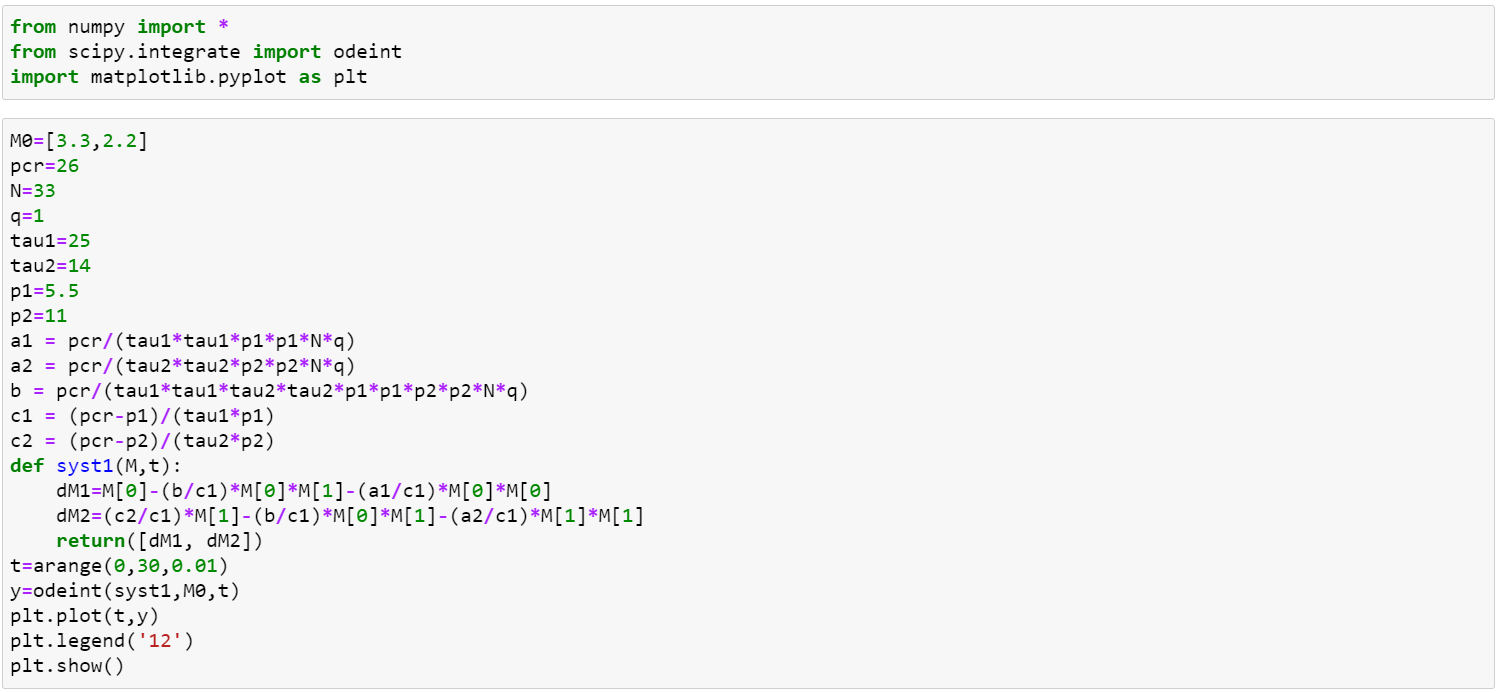 from numpy import *
from scipy.integrate import odeint
import matplotlib.pyplot as plt
M0=[3.3,2.2]
pcr=26
N=33
q=1
tau1=25
tau2=14
p1=5.5
p2=11
a1 = pcr/(tau1*tau1*p1*p1*N*q)
a2 = pcr/(tau2*tau2*p2*p2*N*q)
b = pcr/(tau1*tau1*tau2*tau2*p1*p1*p2*p2*N*q)
c1 = (pcr-p1)/(tau1*p1)
c2 = (pcr-p2)/(tau2*p2)
def syst1(M,t):
    dM1=M[0]-(b/c1)*M[0]*M[1]-(a1/c1)*M[0]*M[0]
    dM2=(c2/c1)*M[1]-(b/c1)*M[0]*M[1]-(a2/c1)*M[1]*M[1]
    return([dM1, dM2])
t=arange(0,30,0.01)
y=odeint(syst1,M0,t)
plt.plot(t,y)
plt.legend('12')
plt.show()